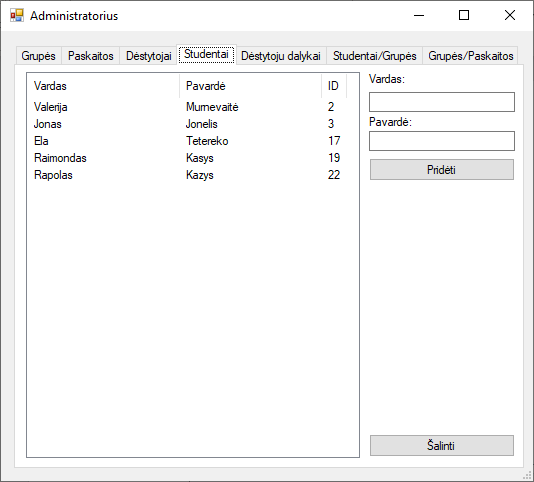 Administratorius
Grupės Paskaitos Dėstytojai Studentai Dėstytoju dalykai Studentai/Grupės Grupės/Paskaitos
Vardas Pavardė ID
Valerija Murnevaitė 2
Jonas Jonelis 3
Ela Tetereko 17
Raimondas Kasys 19
Rapolas Kazys 22
Vardas:
Pavardė:
Pridėti
Šalinti